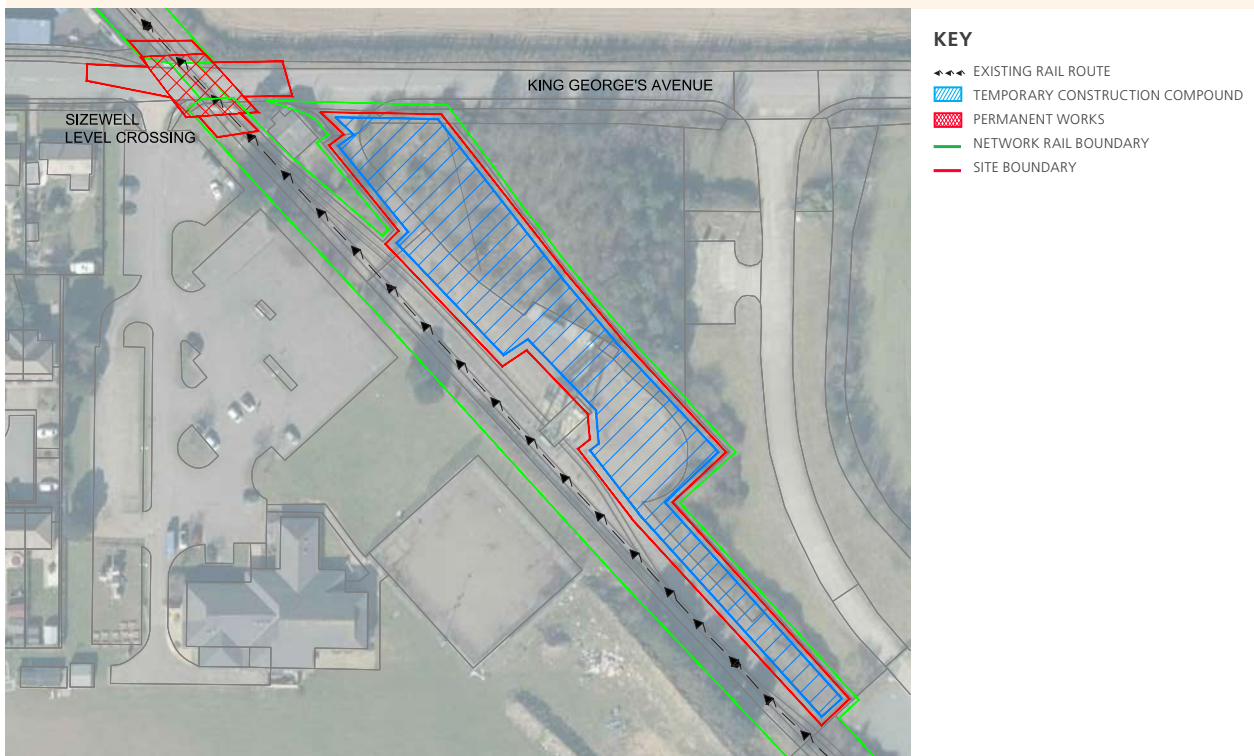 KING GEORGE'S AVENUE
SIZEWELL
LEVEL CROSSING
KEY
EXISTING RAIL ROUTE
TEMPORARY CONSTRUCTION COMPOUND
PERMANENT WORKS
NETWORK RAIL BOUNDARY
SITE BOUNDARY